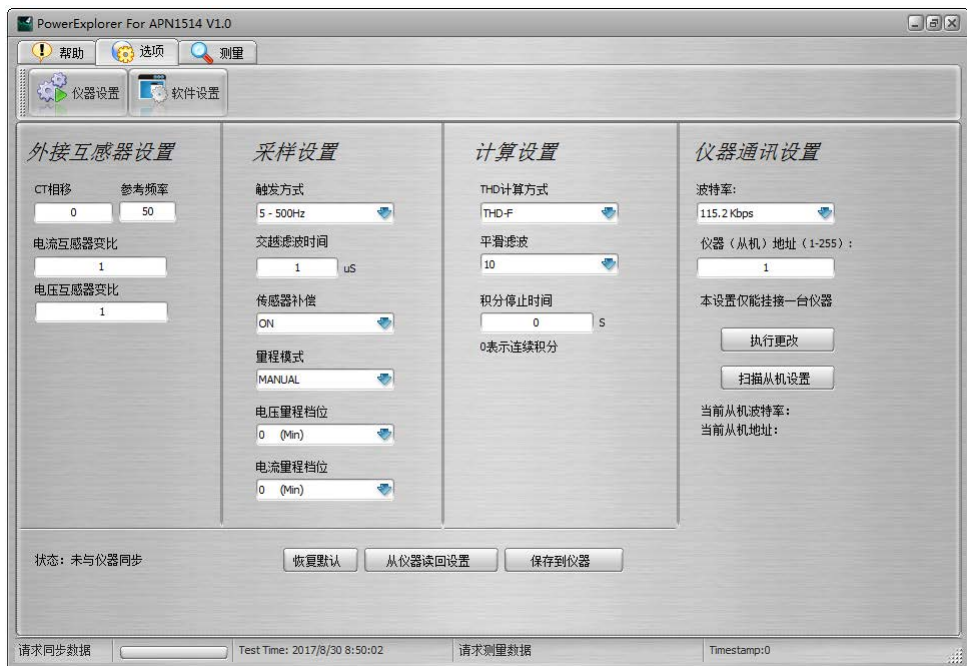 PowerExplorer For APN1514 V1.0
帮助 选项 测量
仪器设置 软件设置
外接互感器设置
CT相移 参考频率
0 50
电流互感器变比
1
电压互感器变比
1
采样设置
触发方式
5 - 500Hz
交越滤波时间
1 uS
传感器补偿
ON
量程模式
MANUAL
电压量程档位
0 (Min)
电流量程档位
0 (Min)
计算设置
THD计算方式
THD-F
平滑滤波
10
积分停止时间
0 S
0表示连续积分
仪器通讯设置
波特率:
115.2 Kbps
仪器（从机）地址（1-255）:
1
本设置仅能挂接一台仪器
执行更改
扫描从机设置
当前从机波特率:
当前从机地址:
状态：未与仪器同步 恢复默认 从仪器读回设置 保存到仪器
请求同步数据 Test Time: 2017/8/30 8:50:02 请求测量数据 Timestamp:0